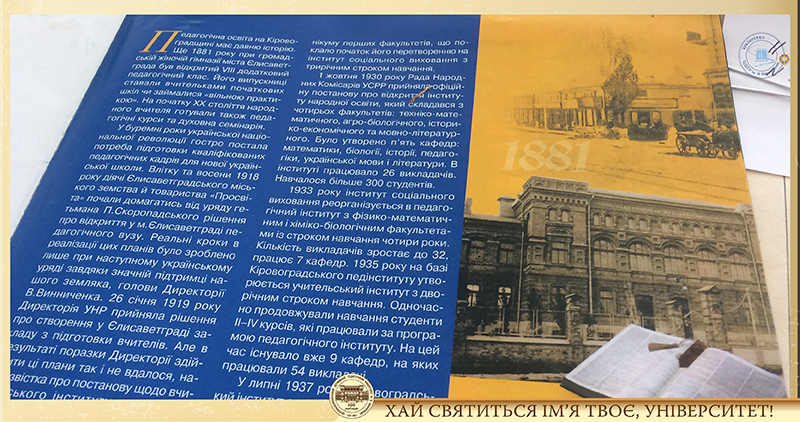 Педагогічна освіта на Кірово-
градщині має давню історію.
Ще 1881 року при громад-
ській жіночій гімназії міста Єлисавет-
града був відкритий VIII додатковий
педагогічний клас. Його випускниці
ставали вчительками початкових
шкіл чи займалися «вільною практи-
кою». На початку XX століття народ-
ного вчителя готували також педа-
гогічні курси та Духовна семінарія.
У буремні роки української націо-
нальної революції гостро постала
потреба підготовки кваліфікованих
педагогічних кадрів для нової україн-
ської школи. Влітку та восени 1918
року діячі Єлисаветградського місь-
кого земства й товариства «Просві-
та» почали домагатись від уряду ге-
тьмана П.Скоропадського рішення
про відкриття у м.Єлисаветграді пе-
дагогічного вузу. Реальні кроки в
реалізації цих планів було зроблено
лише при наступному українському
уряді завдяки значній підтримці на-
шого земляка, голови Директорії
В.Винниченка. 26 січня 1919 року
Директорія УНР прийняла рішення
про створення у Єлисаветграді за-
кладу з підготовки вчителів. Але в
результаті поразки Директорії здій-
ти ці плани так і не вдалося, на-
звістка про постанову щодо вчи-
ського інституту
нікуму перших факультетів, що по-
клало початок його перетворенню на
інститут соціального виховання з
трирічним строком навчання.
1 жовтня 1930 року Рада Народ-
них Комісарів УСРР прийняла офіцій-
ну постанову про відкриття інститу-
ту народної освіти, який складався з
чотирьох факультетів: техніко-мате-
матичного, агро-біологічного, істори-
ко-економічного та мовно-літератур-
ного. Було утворено п'ять кафедр:
математики, біології, історії, педаго-
гіки, української мови і літератури. В
інституті працювало 26 викладачів.
Навчалося більше 300 студентів.
1933 року інститут соціального
виховання реорганізується в педаго-
гічний інститут з фізико-математич-
ним і хіміко-біологічним факультета-
ми із строком навчання чотири роки.
Кількість викладачів зростає до 32,
працює 7 кафедр. 1935 року на базі
Кіровоградського педінституту утво-
рюється учительський інститут з дво-
річним строком навчання. Одночас-
но продовжували навчання студенти
II–IV курсів, які працювали за програ-
мою педагогічного інституту. На цей
час існувало вже 9 кафедр, на яких
працювали 54 викладачі.
У липні 1937 року
кий інститут
1881
ХАЙ СВЯТИТЬСЯ ІМ'Я ТВОЄ, УНІВЕРСИТЕТ!